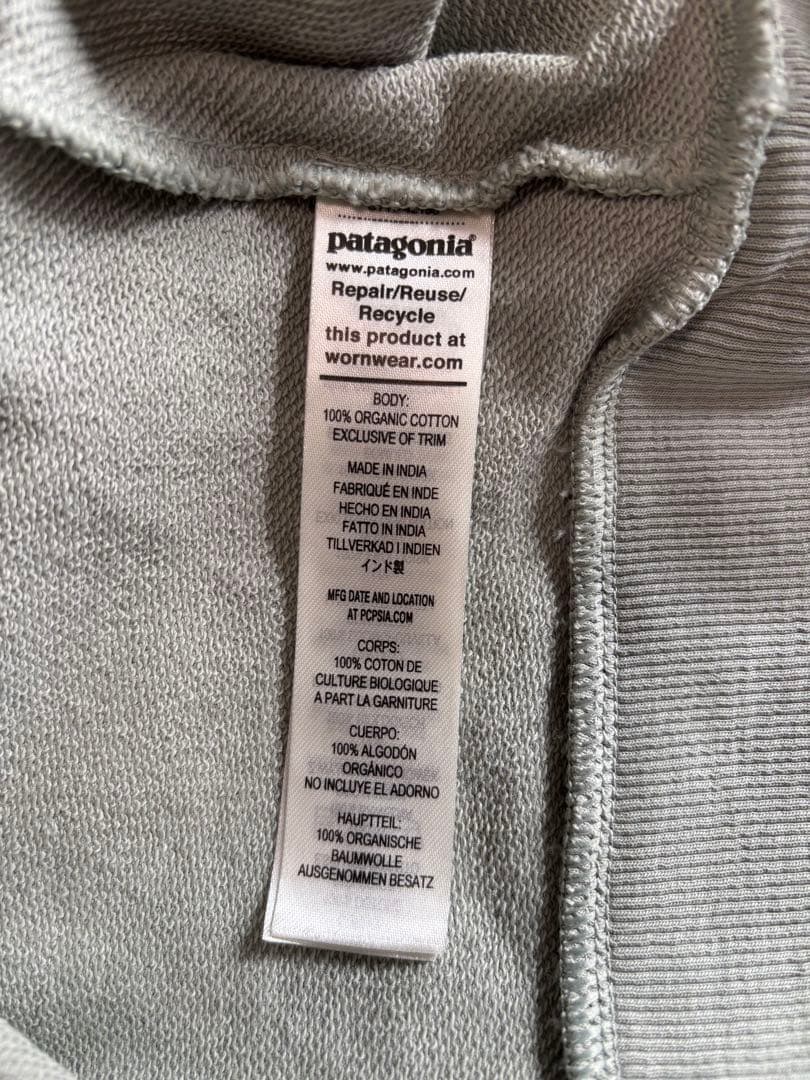 patagonia®
www.patagonia.com
Repair/Reuse/
Recycle
this product at
wornwear.com
BODY:
100% ORGANIC COTTON
EXCLUSIVE OF TRIM
MADE IN INDIA
FABRIQUÉ EN INDE
HECHO EN INDIA
FATTO IN INDIA
TILLVERKAD I INDIEN
インド製
MFG DATE AND LOCATION
AT PCPSIA.COM
CORPS:
100% COTON DE
CULTURE BIOLOGIQUE
A PART LA GARNITURE
CUERPO:
100% ALGODÓN
ORGÁNICO
NO INCLUYE EL ADORNO
HAUPTTEIL:
100% ORGANISCHE
BAUMWOLLE
AUSGENOMMEN BESATZ